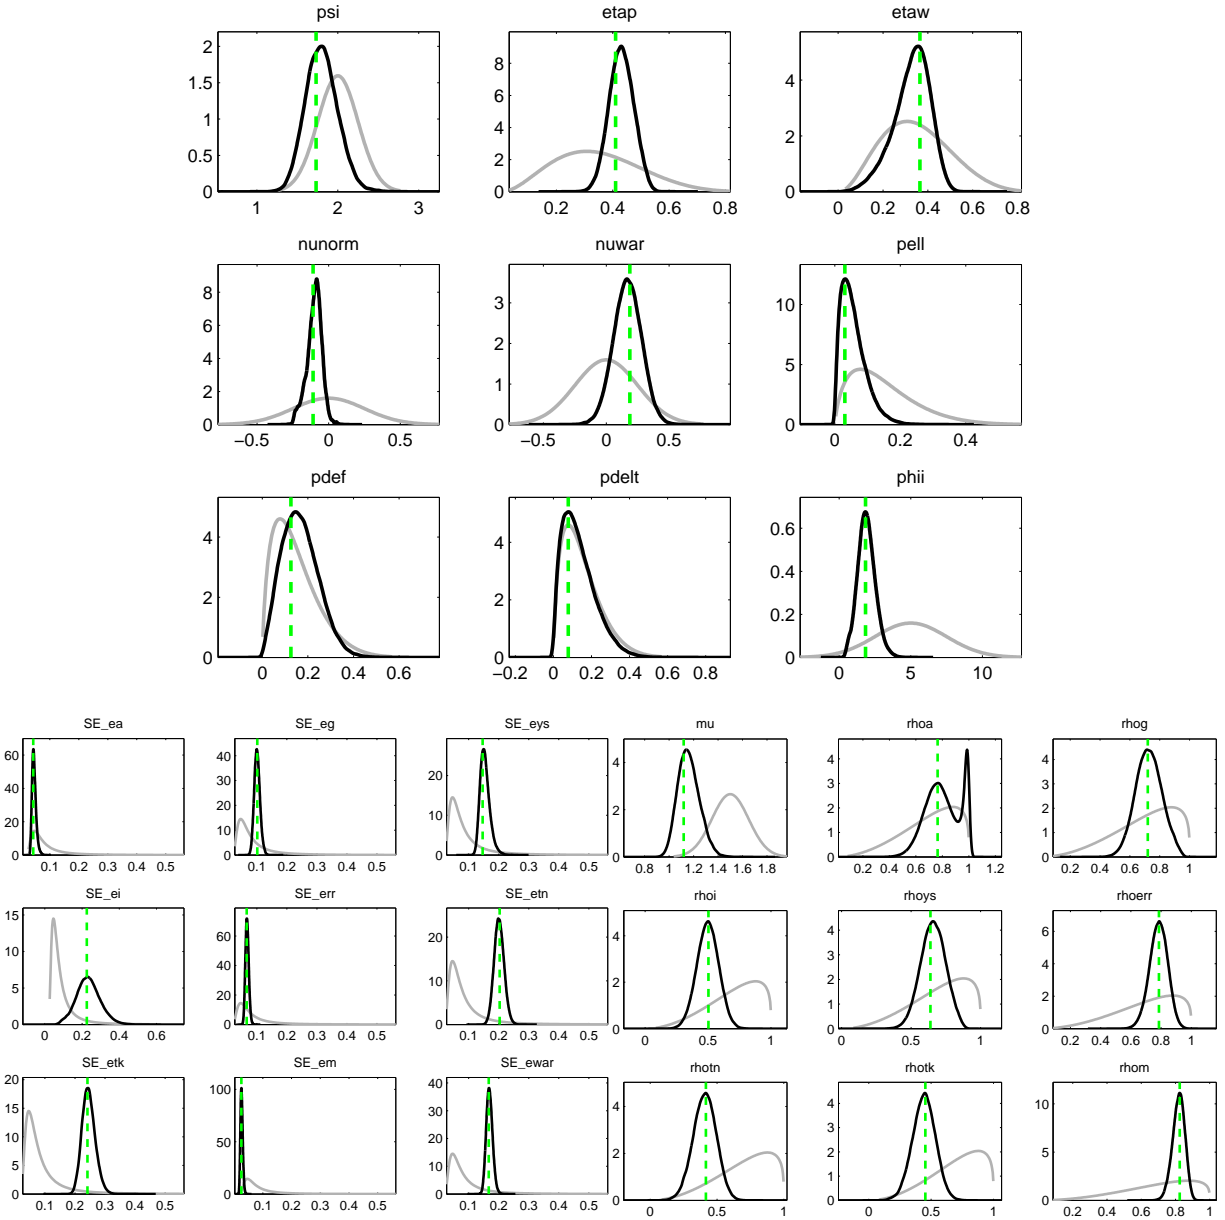 psi etap etaw
2 8 4
1.5 6
1 4 2
0.5 2
0 0 0
1 2 3 0.2 0.4 0.6 0.8 0 0.2 0.4 0.6 0.8
nunorm nuwar pell
8 3 10
6 2
4 5
2 1
0 0 0
−0.5 0 0.5 −0.5 0 0.5 0 0.2 0.4
pdef pdelt phii
4 4 0.6
0.4
2 2 0.2
0 0 0
0 0.2 0.4 0.6 −0.2 0 0.2 0.4 0.6 0.8 0 5 10
SE_ea SE_eg SE_eys mu rhoa rhog
60 40 20 4 4 4
40 30 3 3
20 10 2 2 2
20 10 1 1
0 0 0 0 0 0
0.1 0.2 0.3 0.4 0.5 0.1 0.2 0.3 0.4 0.5 0.1 0.2 0.3 0.4 0.5 0.8 1 1.2 1.4 1.6 1.8 0.2 0.4 0.6 0.8 1 1.2 0.2 0.4 0.6 0.8 1
SE_ei SE_err SE_etn rhoi rhoys rhoerr
15 60 20 4 4 6
10 40 3 4
5 20 10 2 2 2
1
0 0 0 0 0 0
0 0.2 0.4 0.6 0.1 0.2 0.3 0.4 0.5 0.1 0.2 0.3 0.4 0.5 0 0.5 1 0 0.5 1 0.2 0.4 0.6 0.8 1
SE_etk SE_em SE_ewar rhotn rhotk rhom
20 100 40 4 4 10
15 30 3
10 50 20 2 2 5
5 10 1
0 0 0 0 0 0
0.1 0.2 0.3 0.4 0.5 0.1 0.2 0.3 0.4 0.5 0.1 0.2 0.3 0.4 0.5 0 0.5 1 0 0.5 1 0.2 0.4 0.6 0.8 1